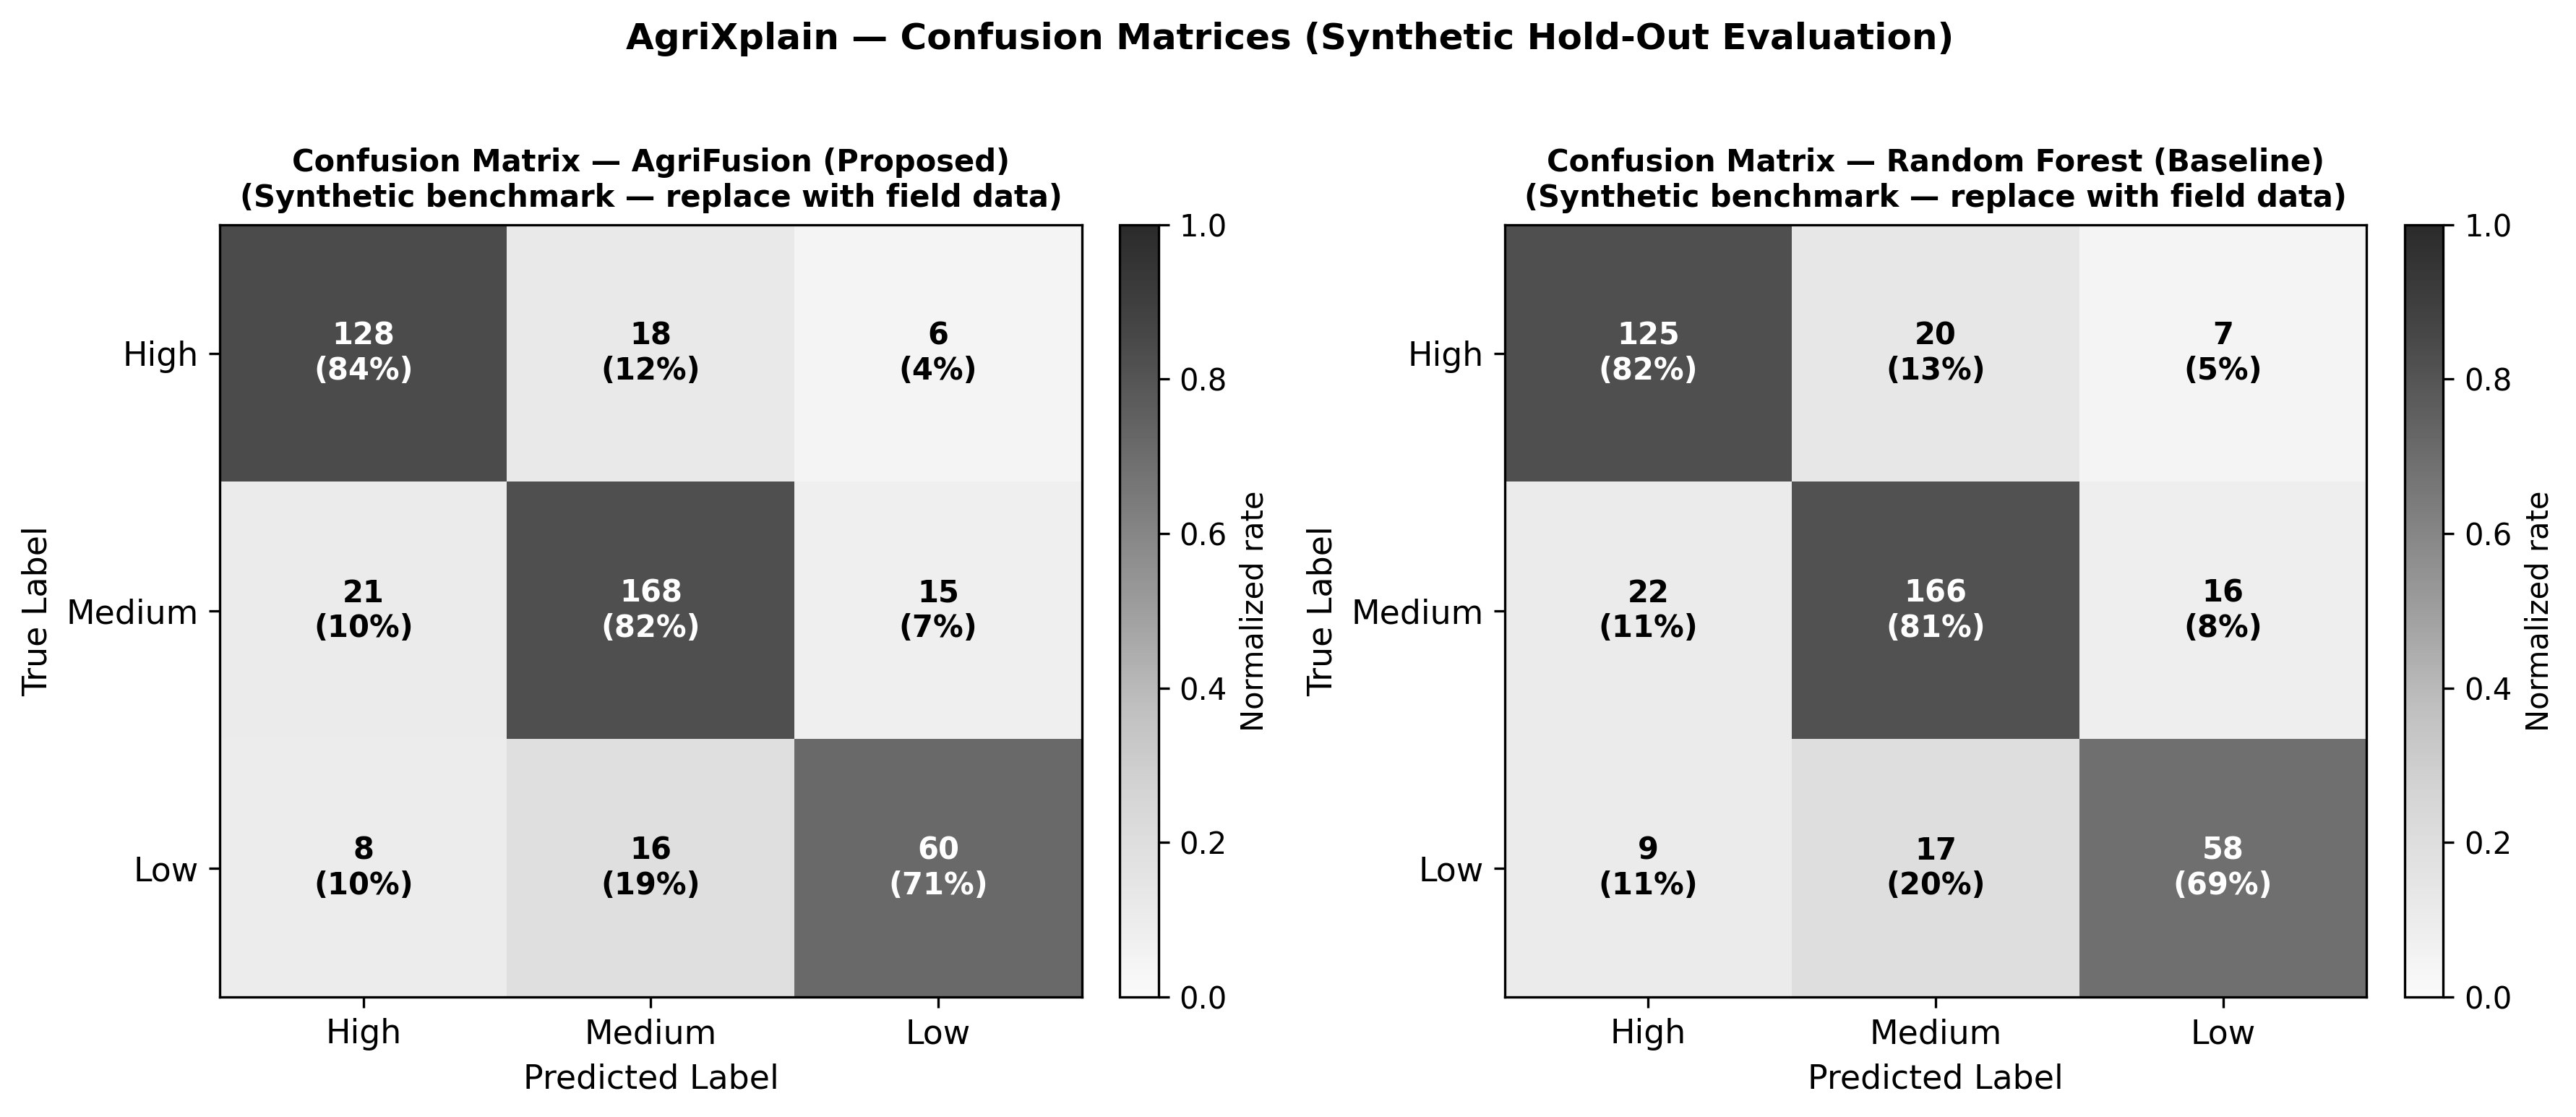 AgriXplain — Confusion Matrices (Synthetic Hold-Out Evaluation)
Confusion Matrix — AgriFusion (Proposed)
(Synthetic benchmark — replace with field data)
True Label
High
Medium
Low
128
(84%)
18
(12%)
6
(4%)
21
(10%)
168
(82%)
15
(7%)
8
(10%)
16
(19%)
60
(71%)
High
Medium
Low
Predicted Label
1.0
0.8
0.6
0.4
0.2
0.0
Normalized rate
Confusion Matrix — Random Forest (Baseline)
(Synthetic benchmark — replace with field data)
True Label
High
Medium
Low
125
(82%)
20
(13%)
7
(5%)
22
(11%)
166
(81%)
16
(8%)
9
(11%)
17
(20%)
58
(69%)
High
Medium
Low
Predicted Label
1.0
0.8
0.6
0.4
0.2
0.0
Normalized rate